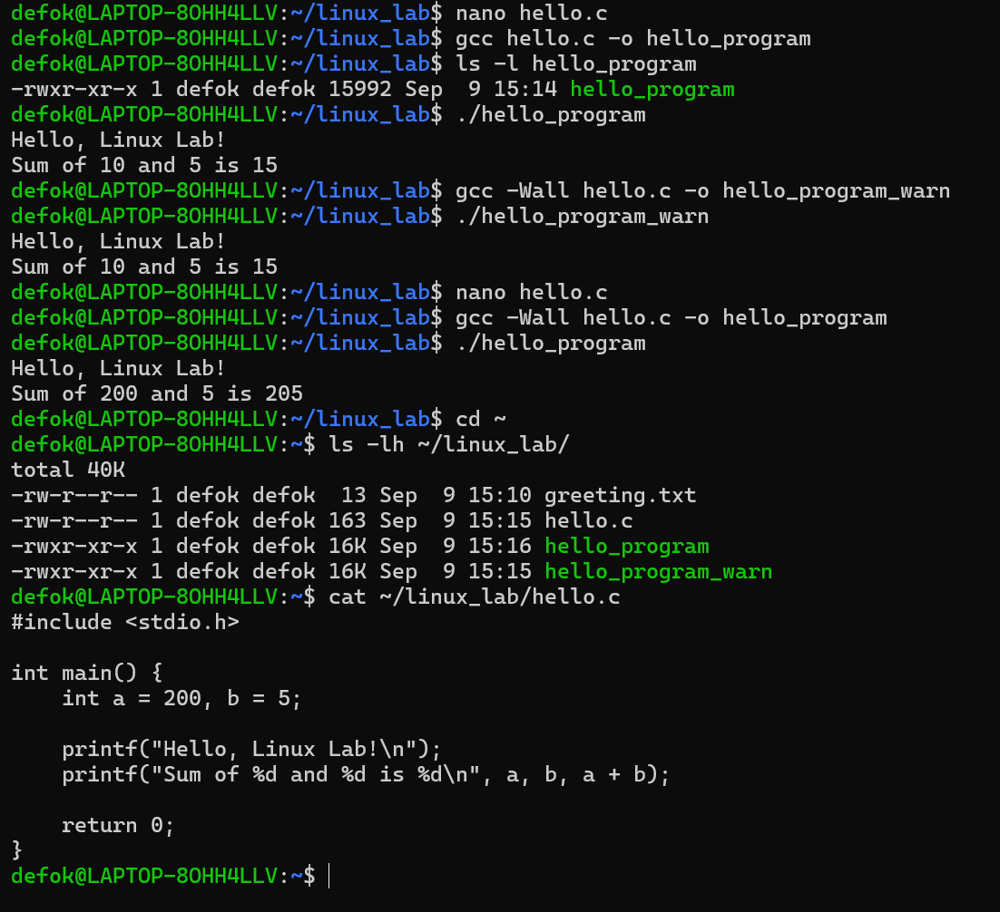 defok@LAPTOP-8OHH4LLV:~/linux_lab$ nano hello.c
defok@LAPTOP-8OHH4LLV:~/linux_lab$ gcc hello.c -o hello_program
defok@LAPTOP-8OHH4LLV:~/linux_lab$ ls -l hello_program
-rwxr-xr-x 1 defok defok 15992 Sep  9 15:14 hello_program
defok@LAPTOP-8OHH4LLV:~/linux_lab$ ./hello_program
Hello, Linux Lab!
Sum of 10 and 5 is 15
defok@LAPTOP-8OHH4LLV:~/linux_lab$ gcc -Wall hello.c -o hello_program_warn
defok@LAPTOP-8OHH4LLV:~/linux_lab$ ./hello_program_warn
Hello, Linux Lab!
Sum of 10 and 5 is 15
defok@LAPTOP-8OHH4LLV:~/linux_lab$ nano hello.c
defok@LAPTOP-8OHH4LLV:~/linux_lab$ gcc -Wall hello.c -o hello_program
defok@LAPTOP-8OHH4LLV:~/linux_lab$ ./hello_program
Hello, Linux Lab!
Sum of 200 and 5 is 205
defok@LAPTOP-8OHH4LLV:~/linux_lab$ cd ~
defok@LAPTOP-8OHH4LLV:~$ ls -lh ~/linux_lab/
total 40K
-rw-r--r-- 1 defok defok  13 Sep  9 15:10 greeting.txt
-rw-r--r-- 1 defok defok 163 Sep  9 15:15 hello.c
-rwxr-xr-x 1 defok defok 16K Sep  9 15:16 hello_program
-rwxr-xr-x 1 defok defok 16K Sep  9 15:15 hello_program_warn
defok@LAPTOP-8OHH4LLV:~$ cat ~/linux_lab/hello.c
#include <stdio.h>

int main() {
    int a = 200, b = 5;

    printf("Hello, Linux Lab!\n");
    printf("Sum of %d and %d is %d\n", a, b, a + b);

    return 0;
}
defok@LAPTOP-8OHH4LLV:~$